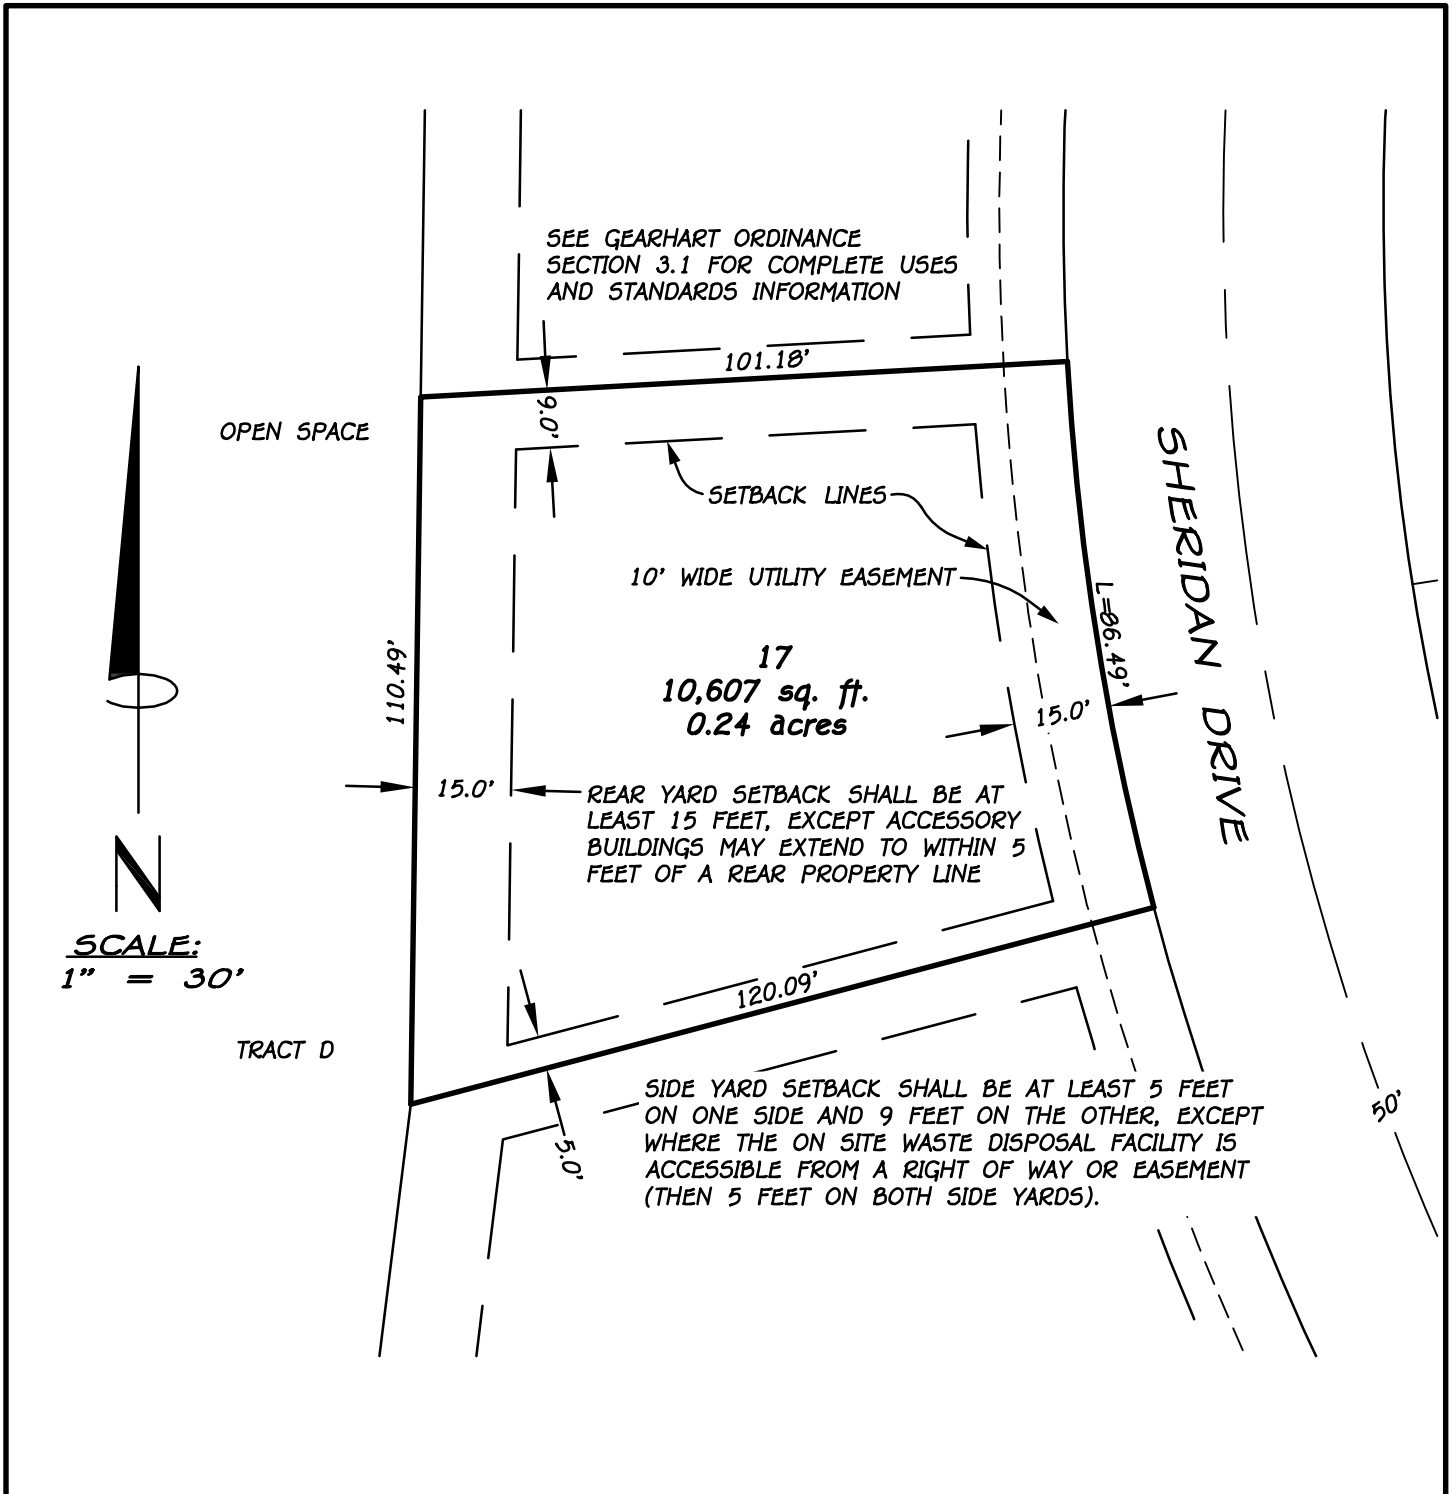 SEE GEARHART ORDINANCE
SECTION 3.1 FOR COMPLETE USES
AND STANDARDS INFORMATION
101.18'
9.0'
OPEN SPACE
SETBACK LINES
10' WIDE UTILITY EASEMENT
SHERIDAN DRIVE
L=86.49'
110.49'
17
10,607 sq. ft.
0.24 acres
15.0'
15.0'
REAR YARD SETBACK SHALL BE AT
LEAST 15 FEET, EXCEPT ACCESSORY
BUILDINGS MAY EXTEND TO WITHIN 5
FEET OF A REAR PROPERTY LINE
N
SCALE:
1" = 30'
120.09'
TRACT D
SIDE YARD SETBACK SHALL BE AT LEAST 5 FEET
ON ONE SIDE AND 9 FEET ON THE OTHER, EXCEPT
WHERE THE ON SITE WASTE DISPOSAL FACILITY IS
ACCESSIBLE FROM A RIGHT OF WAY OR EASEMENT
(THEN 5 FEET ON BOTH SIDE YARDS).
5.0'
50'